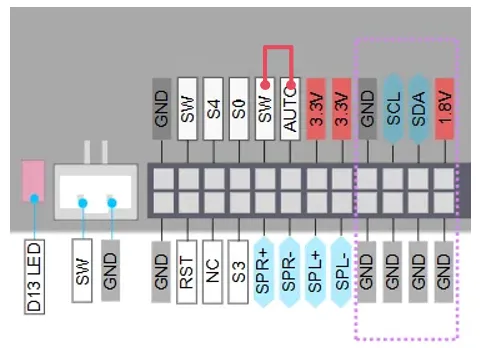 GND
SW
S4
S0
SW
AUTO
3.3V
3.3V
GND
SCL
SDA
1.8V
D13 LED
SW
GND
GND
RST
NC
S3
SPR+
SPR-
SPL+
SPL-
GND
GND
GND
GND